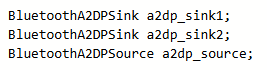 BluetoothA2DPSink a2dp_sink1;
BluetoothA2DPSink a2dp_sink2;
BluetoothA2DPSource a2dp_source;